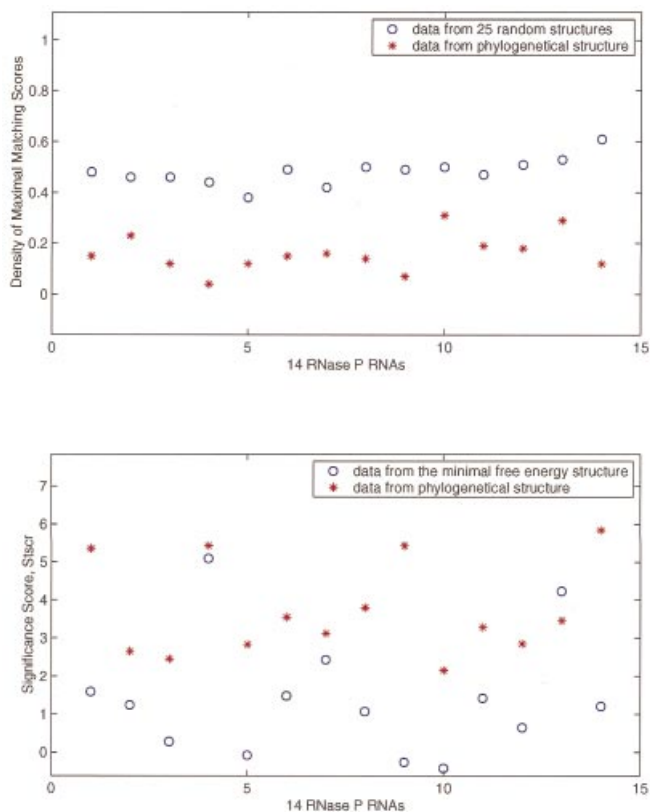 data from 25 random structures
data from phylogenetical structure
Density of Maximal Matching Scores
1
0.8
0.6
0.4
0.2
0
0
5
10
15
14 RNase P RNAs
data from the minimal free energy structure
data from phylogenetical structure
Significance Score, Stscr
7
6
5
4
3
2
1
0
0
5
10
15
14 RNase P RNAs